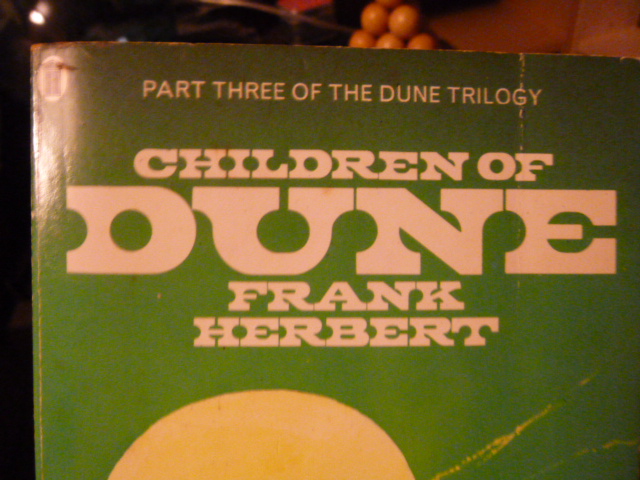 PART THREE OF THE DUNE TRILOGY
CHILDREN OF
DUNE
FRANK
HERBERT